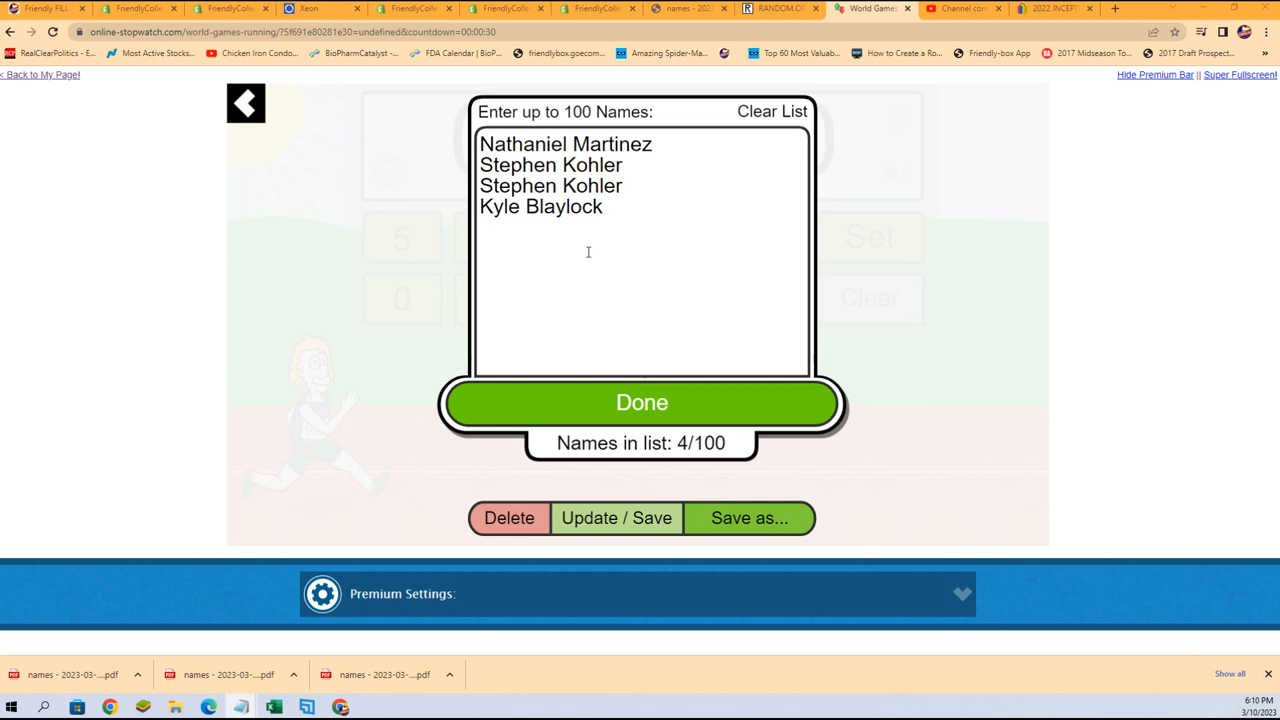 Friendly FILL
FriendlyColle
FriendlyColle
Xeon
FriendlyColle
FriendlyColle
FriendlyColle
names - 202
RANDOM.OR
World Games
Channel con
2022 INCEPT
online-stopwatch.com/world-games-running/?5f691e80281e30=undefined&countdown=00:00:30
RealClearPolitics - E...
Most Active Stocks...
Chicken Iron Condo...
BioPharmCatalyst -...
FDA Calendar | BioP...
friendlybox.goecom...
Amazing Spider-Ma...
Top 60 Most Valuab...
How to Create a Ro...
Friendly-box App
2017 Midseason To...
2017 Draft Prospect...
< Back to My Page!
Hide Premium Bar || Super Fullscreen!
Enter up to 100 Names:
Clear List
Nathaniel Martinez
Stephen Kohler
Stephen Kohler
Kyle Blaylock
5
Set
0
Clear
Done
Names in list: 4/100
Delete
Update / Save
Save as...
Premium Settings:
names - 2023-03-....pdf
names - 2023-03-....pdf
names - 2023-03-....pdf
Show all
6:10 PM
3/10/2023